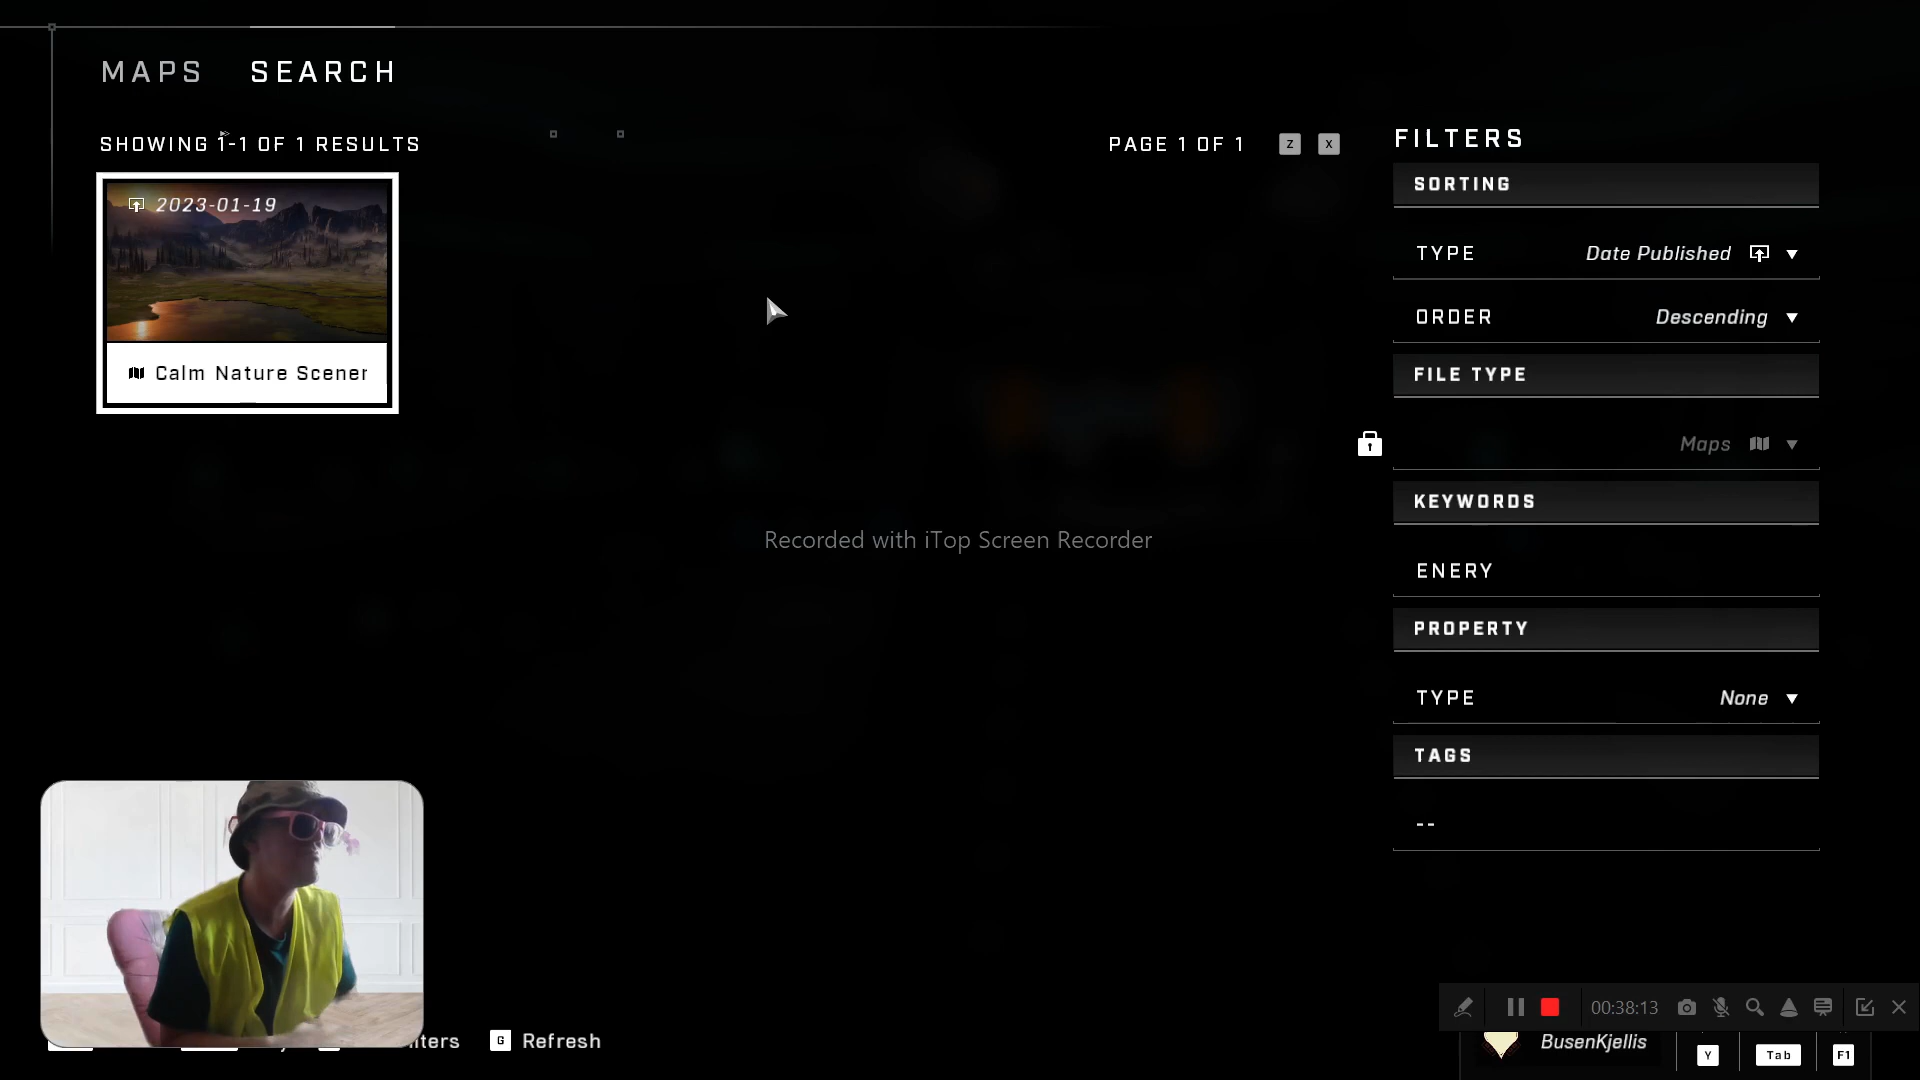 MAPS SEARCH
SHOWING 1-1 OF 1 RESULTS
PAGE 1 OF 1 Z X
2023-01-19
Calm Nature Scener
FILTERS
SORTING
TYPE Date Published
ORDER Descending
FILE TYPE
Maps
KEYWORDS
ENERY
PROPERTY
TYPE None
TAGS
--
Recorded with iTop Screen Recorder
00:38:13
lters G Refresh
BusenKjellis Y Tab F1